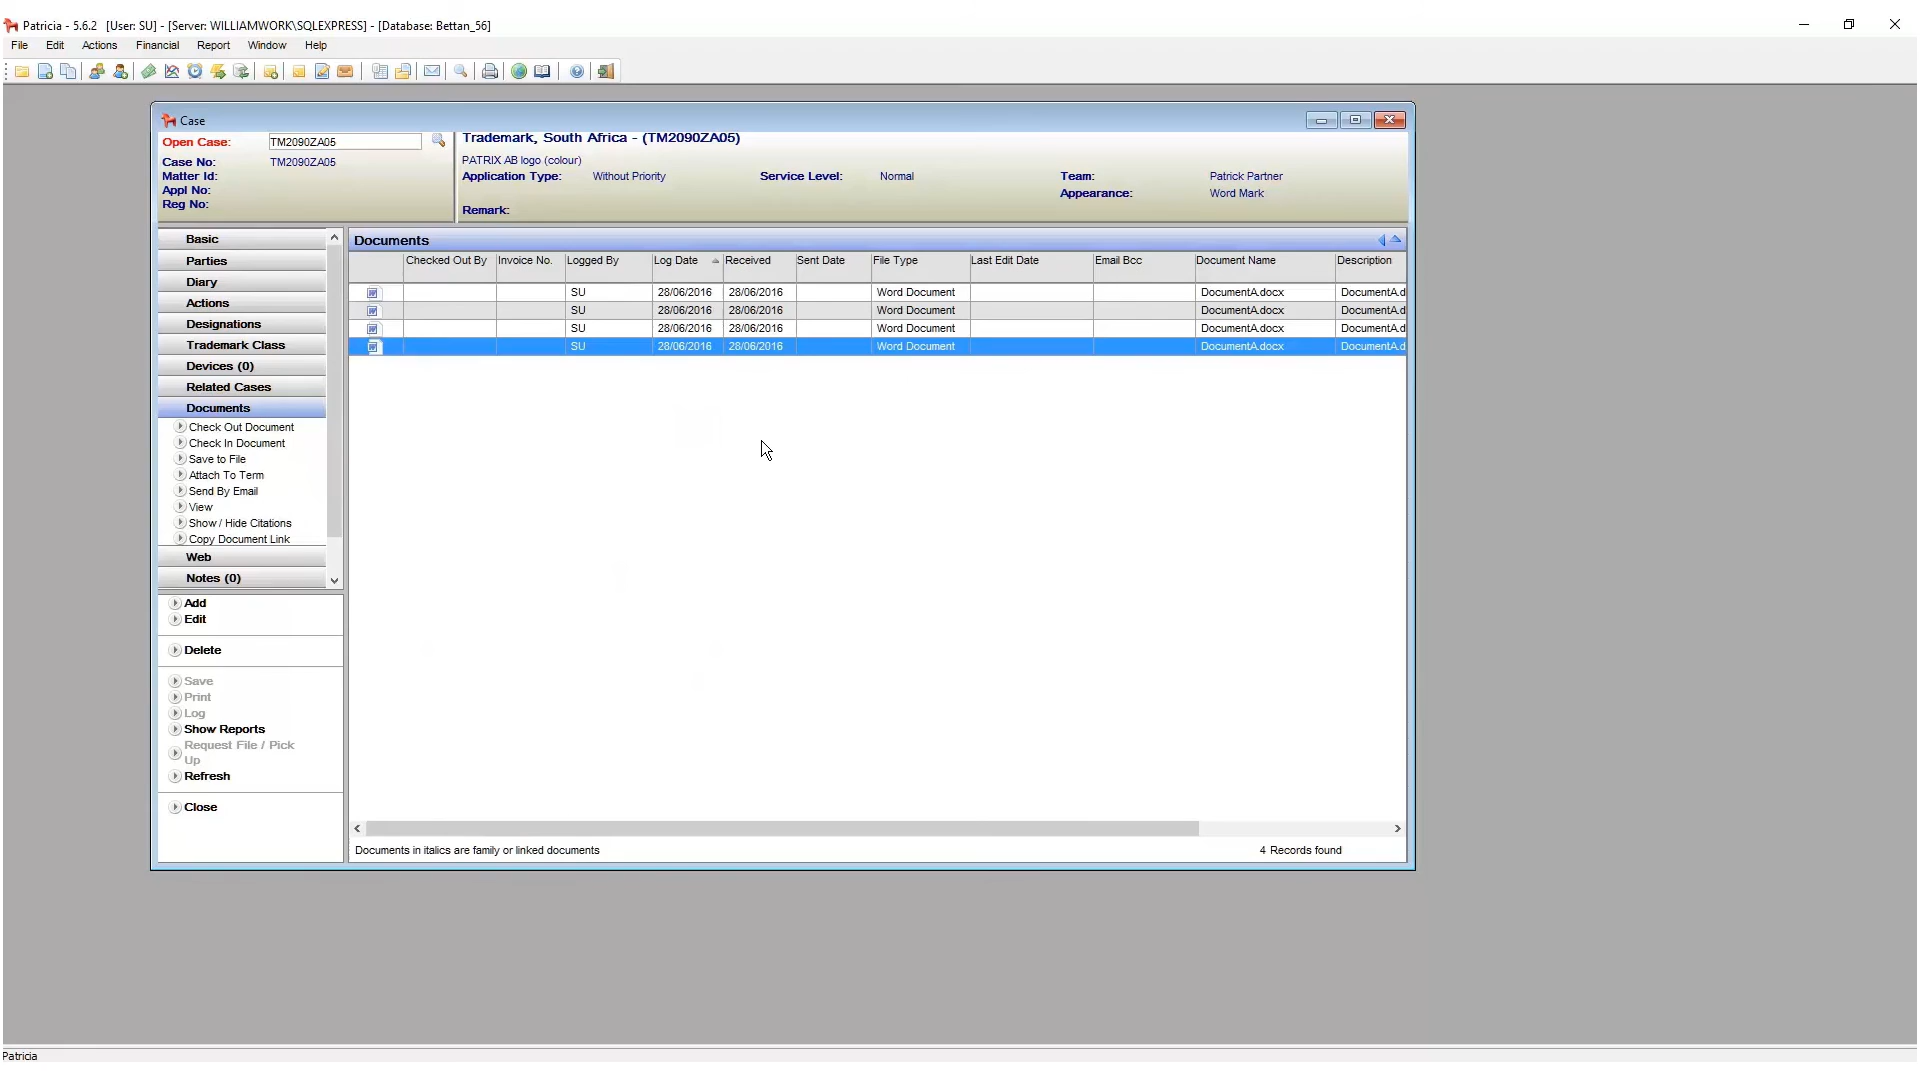 Patricia - 5.6.2 [User: SU] - [Server: WILLIAMWORK\SQLEXPRESS] - [Database: Bettan_56]
File Edit Actions Financial Report Window Help
Case
Open Case: TM2090ZA05
Case No: TM2090ZA05
Matter Id:
Appl No:
Reg No:
Trademark, South Africa - (TM2090ZA05)
PATRIX AB logo (colour)
Application Type: Without Priority Service Level: Normal Team: Patrick Partner
Appearance: Word Mark
Remark:
Basic
Parties
Diary
Actions
Designations
Trademark Class
Devices (0)
Related Cases
Documents
Check Out Document
Check In Document
Save to File
Attach To Term
Send By Email
View
Show / Hide Citations
Copy Document Link
Web
Notes (0)
Add
Edit
Delete
Save
Print
Log
Show Reports
Request File / Pick
Up
Refresh
Close
Documents
Checked Out By Invoice No. Logged By Log Date Received Sent Date File Type Last Edit Date Email Bcc Document Name Description
SU 28/06/2016 28/06/2016 Word Document DocumentA.docx DocumentA.d
SU 28/06/2016 28/06/2016 Word Document DocumentA.docx DocumentA.d
SU 28/06/2016 28/06/2016 Word Document DocumentA.docx DocumentA.d
SU 28/06/2016 28/06/2016 Word Document DocumentA.docx DocumentA.d
Documents in italics are family or linked documents 4 Records found
Patricia